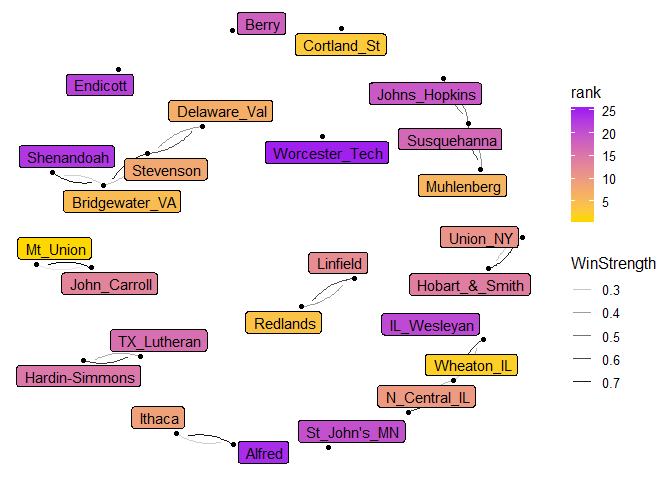 Berry
Cortland_St
Endicott
Johns_Hopkins
Delaware_Val
Susquehanna
Worcester_Tech
Shenandoah
Stevenson
Muhlenberg
Bridgewater_VA
Union_NY
Mt_Union
Linfield
John_Carroll
Hobart_&_Smith
Redlands
IL_Wesleyan
TX_Lutheran
Wheaton_IL
Hardin-Simmons
N_Central_IL
Ithaca
St_John's_MN
Alfred
rank
25
20
15
10
5
WinStrength
0.3
0.4
0.5
0.6
0.7